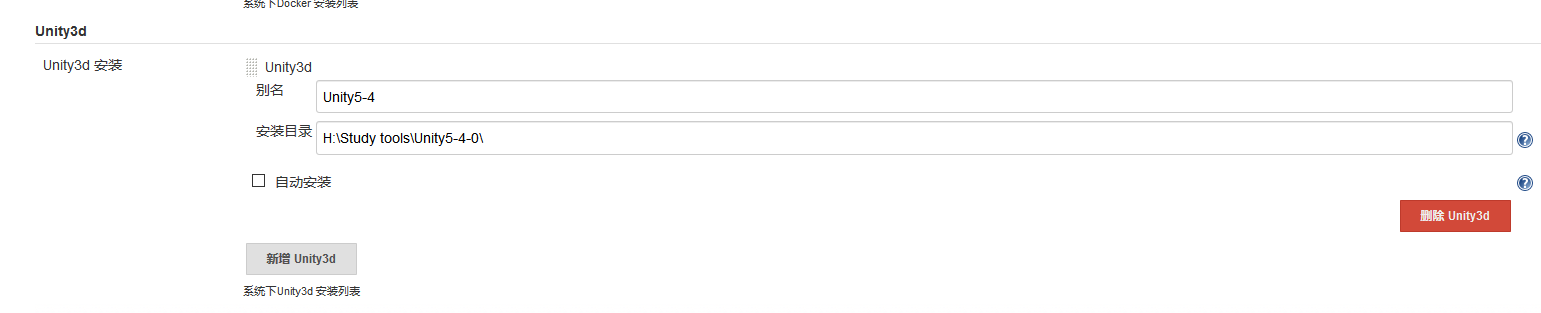 系统下Docker 安装列表
Unity3d
Unity3d 安装
Unity3d
别名
Unity5-4
安装目录
H:\Study tools\Unity5-4-0\
自动安装
删除 Unity3d
新增 Unity3d
系统下Unity3d 安装列表